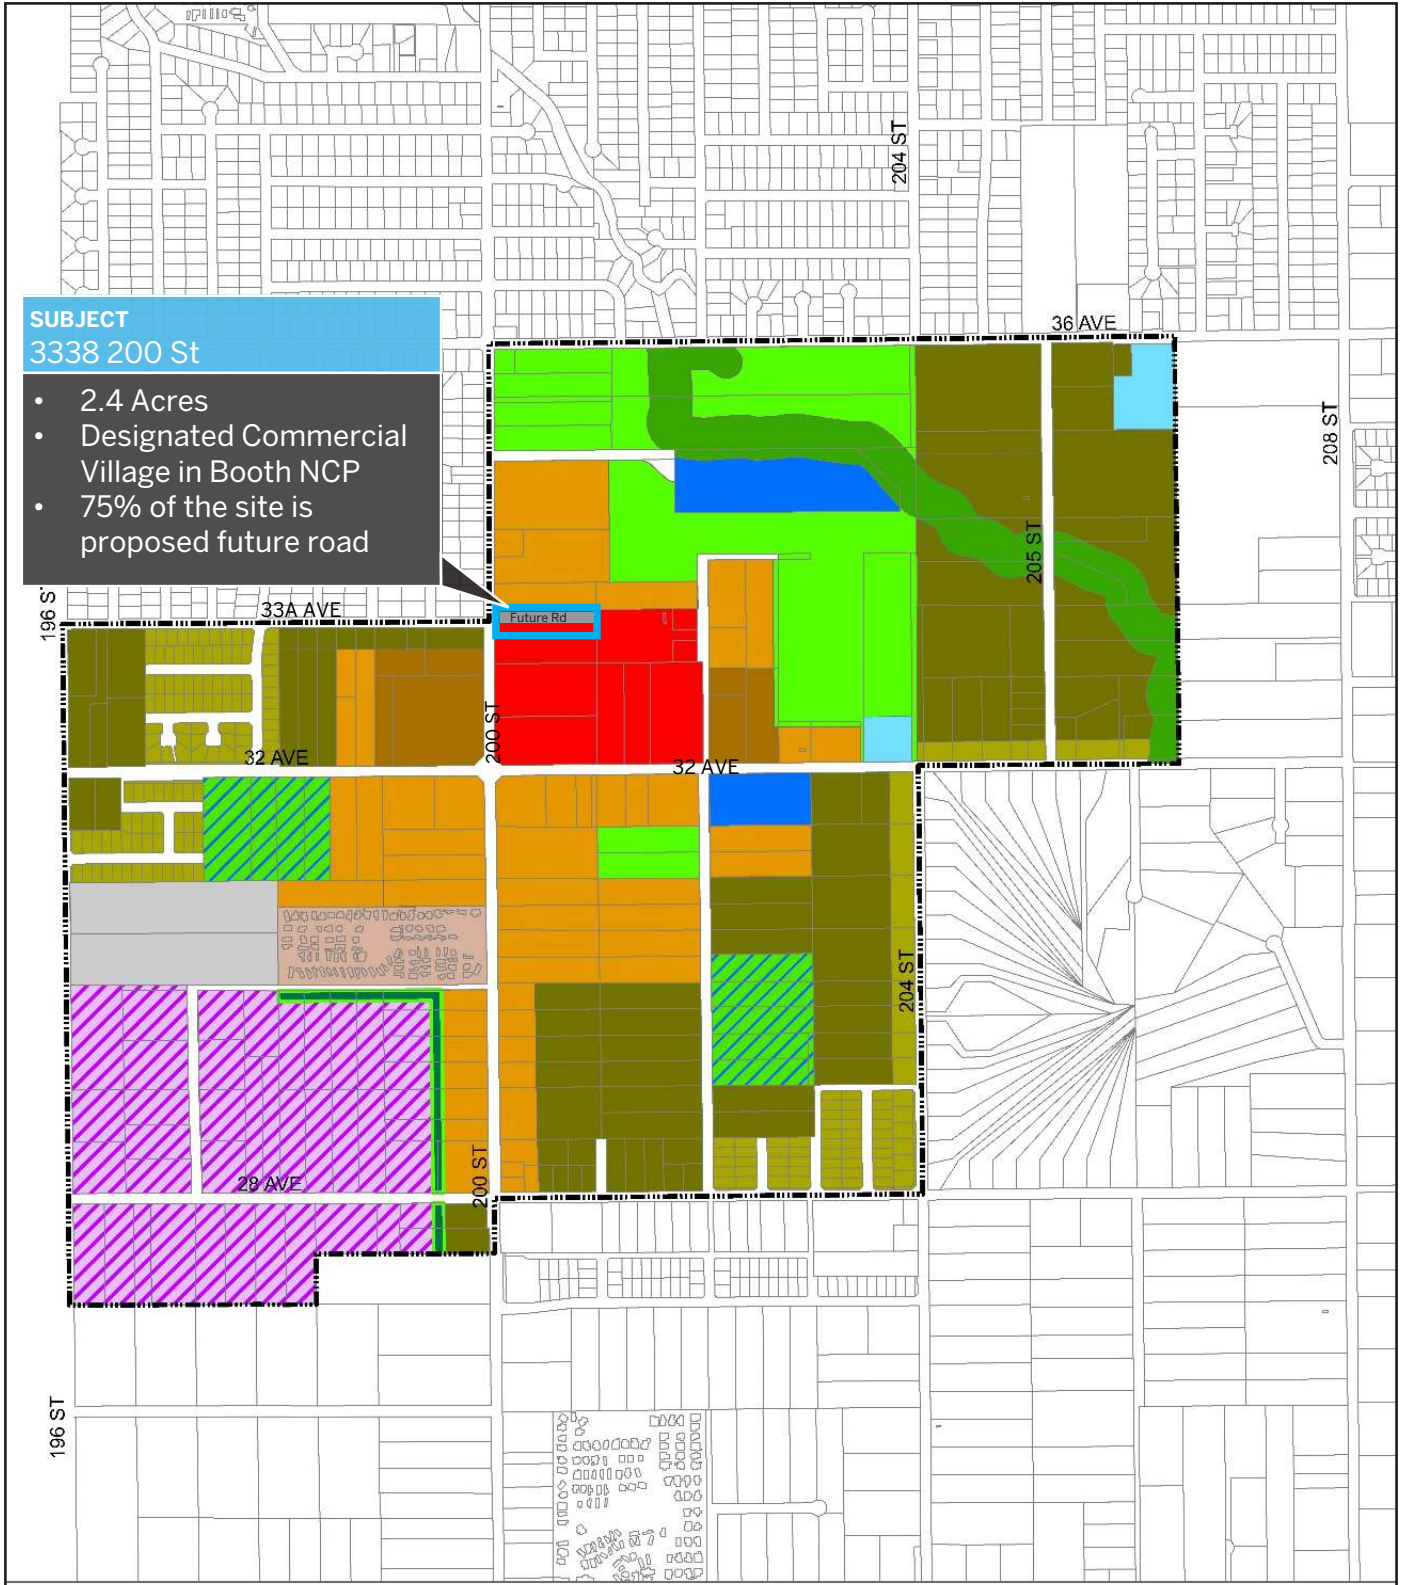 204 ST
SUBJECT
3338 200 St
• 2.4 Acres
• Designated Commercial
Village in Booth NCP
• 75% of the site is
proposed future road
36 AVE
208 ST
205 ST
196 S
33A AVE
Future Rd
200 ST
32 AVE
32 AVE
204 ST
200 ST
28 AVE
196 ST